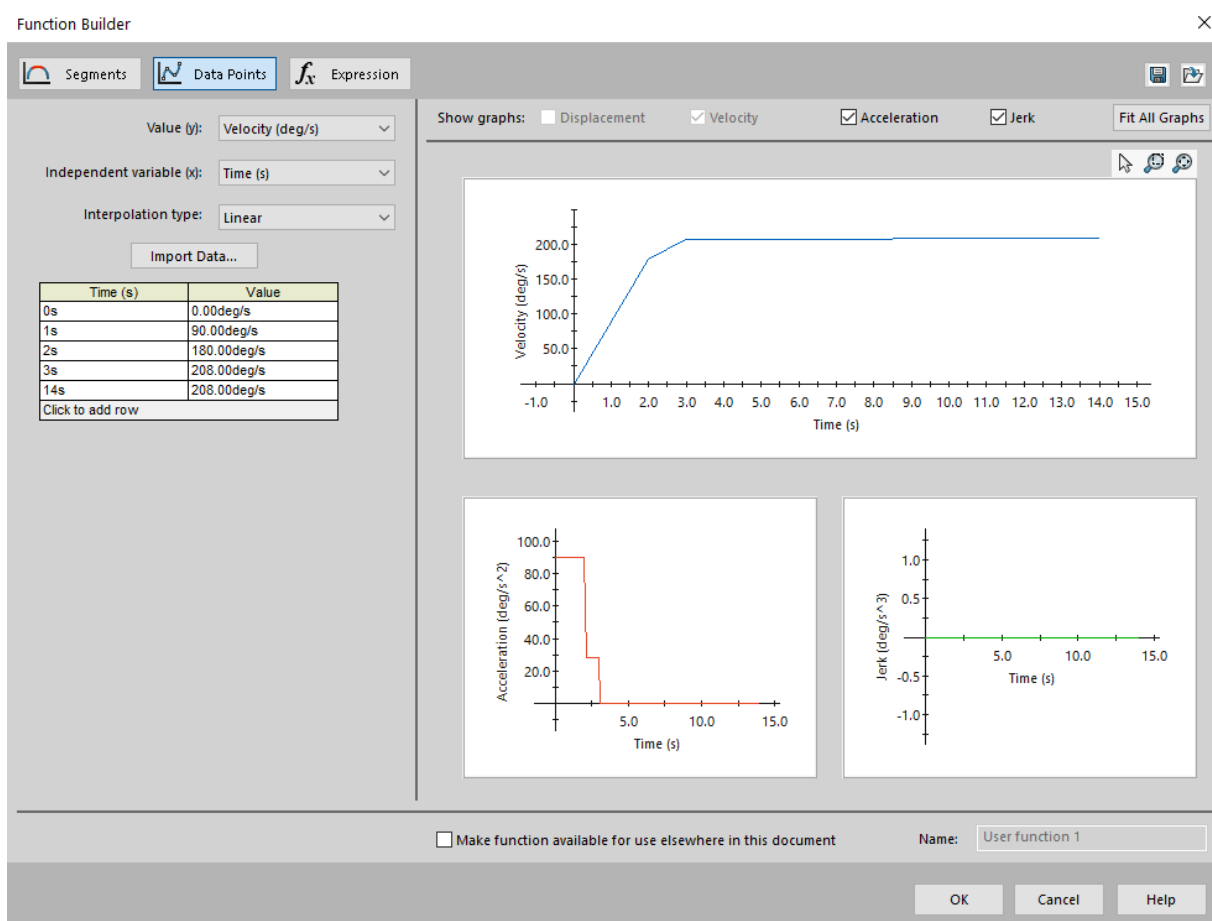 Function Builder
Segments Data Points fx Expression
Value (y): Velocity (deg/s)
Independent variable (x): Time (s)
Interpolation type: Linear
Import Data...
Time (s) Value
0s 0.00deg/s
1s 90.00deg/s
2s 180.00deg/s
3s 208.00deg/s
14s 208.00deg/s
Click to add row
Show graphs: Displacement Velocity Acceleration Jerk Fit All Graphs
200.0
150.0
100.0
50.0
Velocity (deg/s)
-1.0 1.0 2.0 3.0 4.0 5.0 6.0 7.0 8.0 9.0 10.0 11.0 12.0 13.0 14.0 15.0
Time (s)
100.0
80.0
60.0
40.0
20.0
Acceleration (deg/s^2)
5.0 10.0 15.0
Time (s)
1.0
0.5
-0.5
-1.0
Jerk (deg/s^3)
5.0 10.0 15.0
Time (s)
Make function available for use elsewhere in this document Name: User function 1
OK Cancel Help